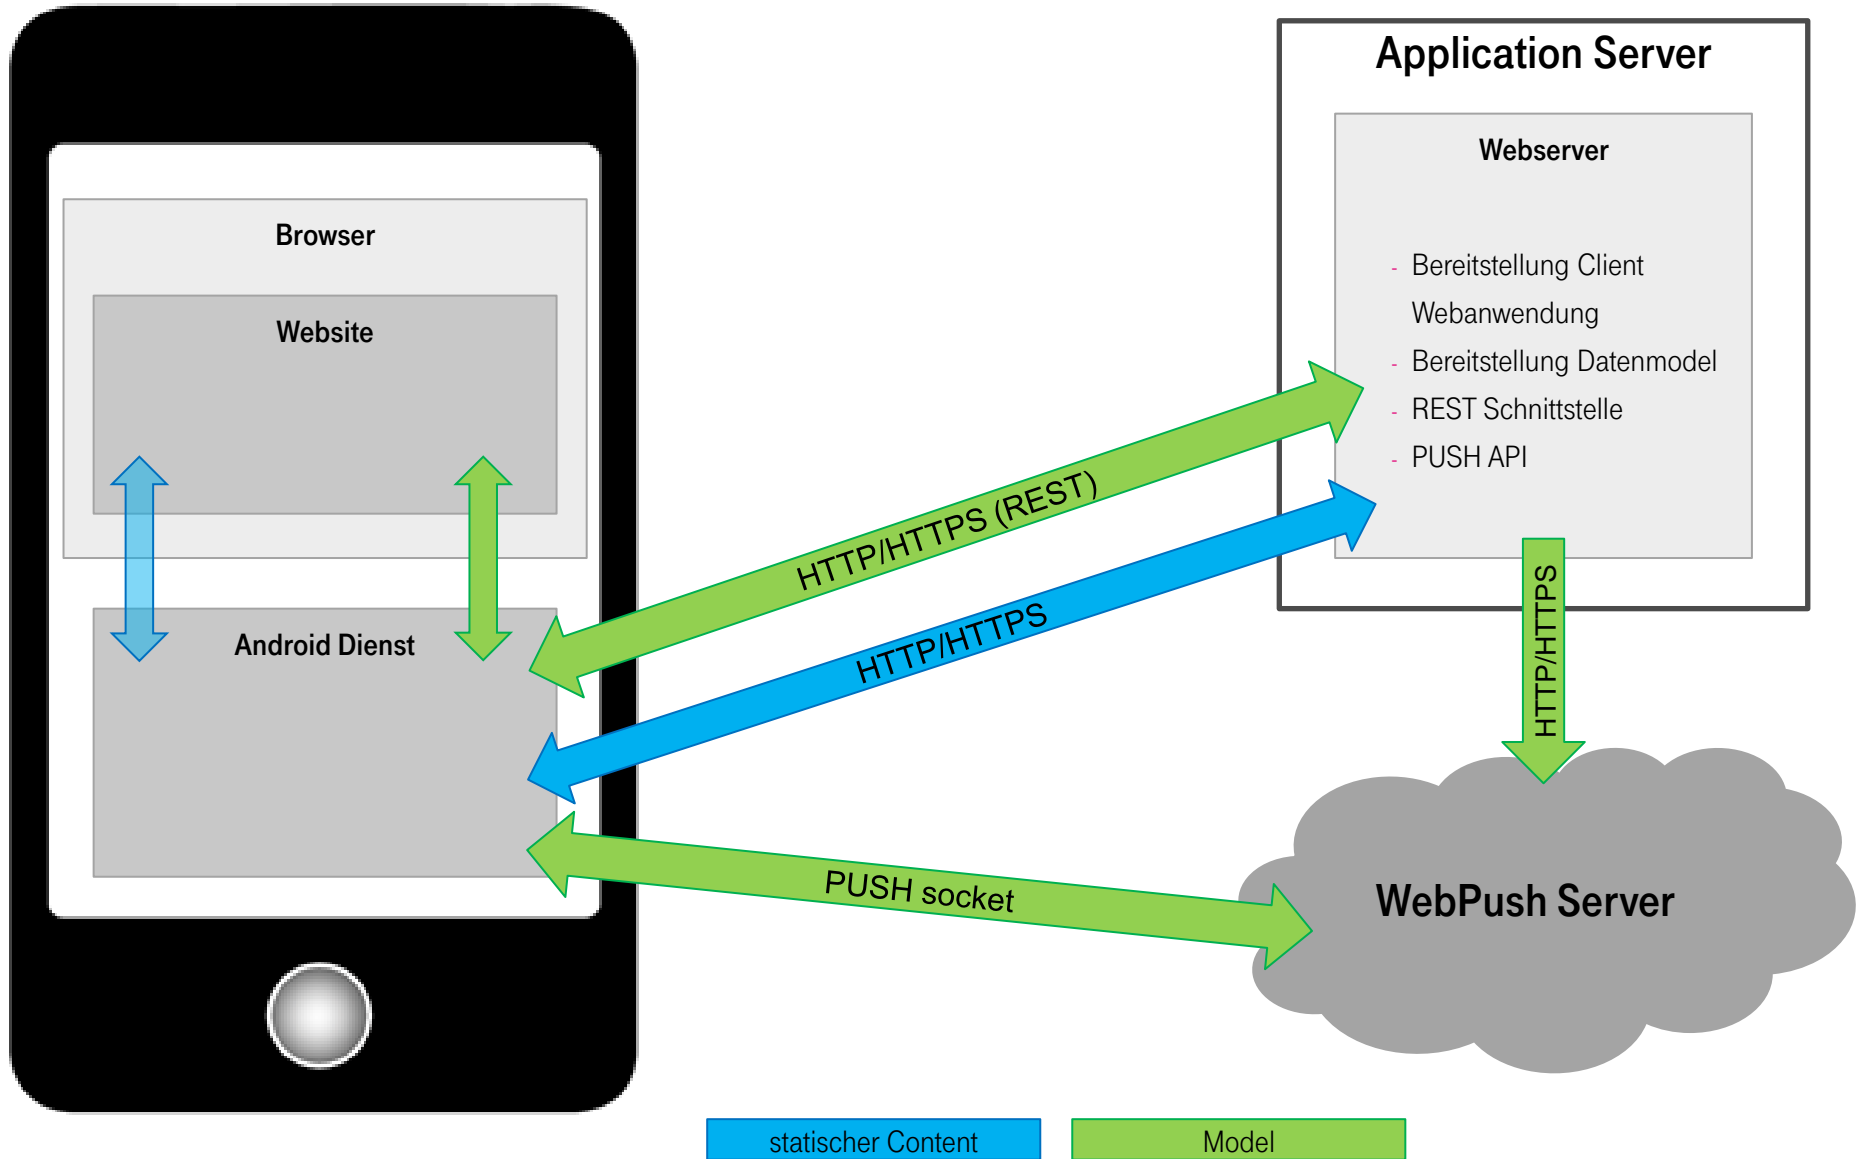 Application Server
Webserver
- Bereitstellung Client
Webanwendung
- Bereitstellung Datenmodel
- REST Schnittstelle
- PUSH API
Browser
Website
Android Dienst
HTTP/HTTPS (REST)
HTTP/HTTPS
HTTP/HTTPS
PUSH socket
WebPush Server
statischer Content
Model